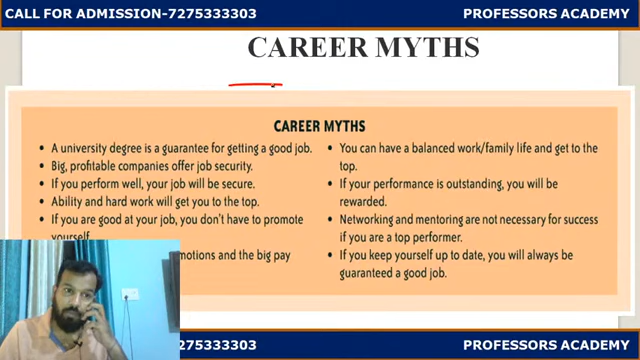 CALL FOR ADMISSION-7275333303 PROFESSORS ACADEMY
CAREER MYTHS
CAREER MYTHS
• A university degree is a guarantee for getting a good job.
• Big, profitable companies offer job security.
• If you perform well, your job will be secure.
• Ability and hard work will get you to the top.
• If you are good at your job, you don't have to promote
yourself.
motions and the big pay
• You can have a balanced work/family life and get to the
top.
• If your performance is outstanding, you will be
rewarded.
• Networking and mentoring are not necessary for success
if you are a top performer.
• If you keep yourself up to date, you will always be
guaranteed a good job.
75333303 PROFESSORS ACADEMY